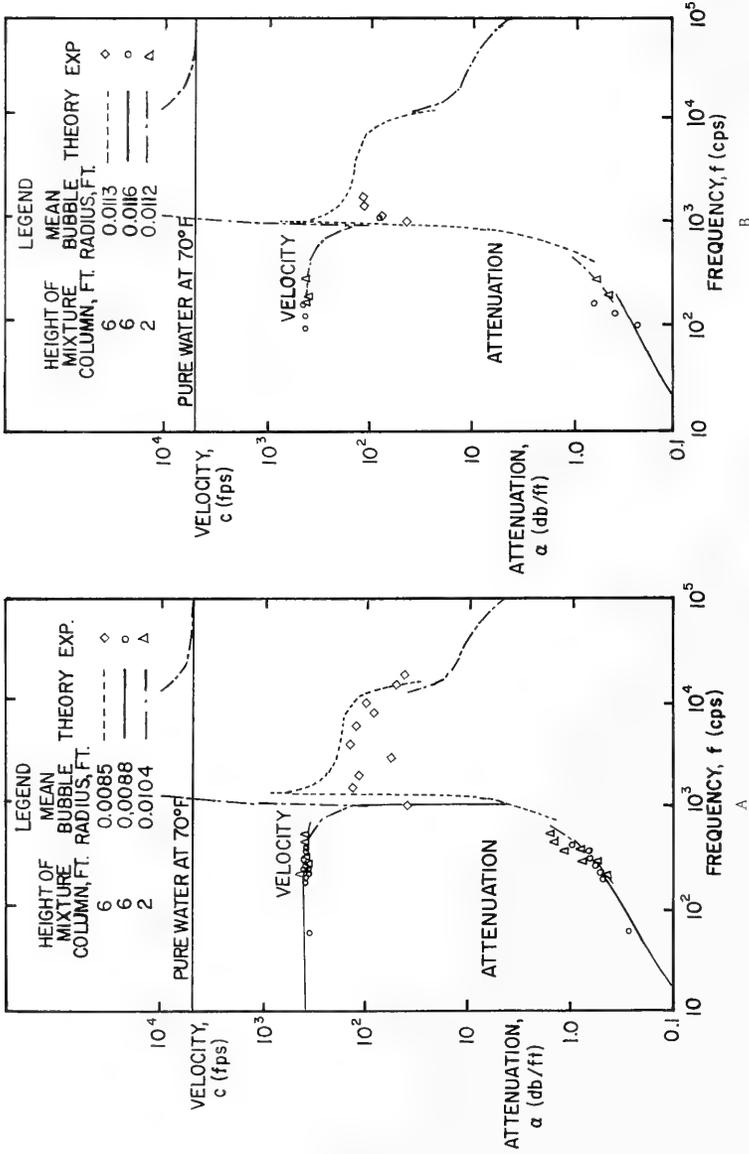 LEGEND
HEIGHT OF MEAN
MIXTURE BUBBLE
COLUMN, FT. RADIUS, FT. THEORY EXP.
6 0.0085
6 0.0088
2 0.0104
PURE WATER AT 70°F
10⁴
VELOCITY,
c (fps)
10³
VELOCITY
10²
10
ATTENUATION
ATTENUATION,
α (db/ft)
1.0
0.1
10 10² 10³ 10⁴ 10⁵
FREQUENCY, f (cps)
A
LEGEND
HEIGHT OF MEAN
MIXTURE BUBBLE
COLUMN, FT. RADIUS, FT. THEORY EXP
6 0.0113
6 0.0116
2 0.0112
PURE WATER AT 70°F
10⁴
VELOCITY,
c (fps)
10³
VELOCITY
10²
10
ATTENUATION
ATTENUATION,
α (db/ft)
1.0
0.1
10 10² 10³ 10⁴ 10⁵
FREQUENCY, f (cps)
B